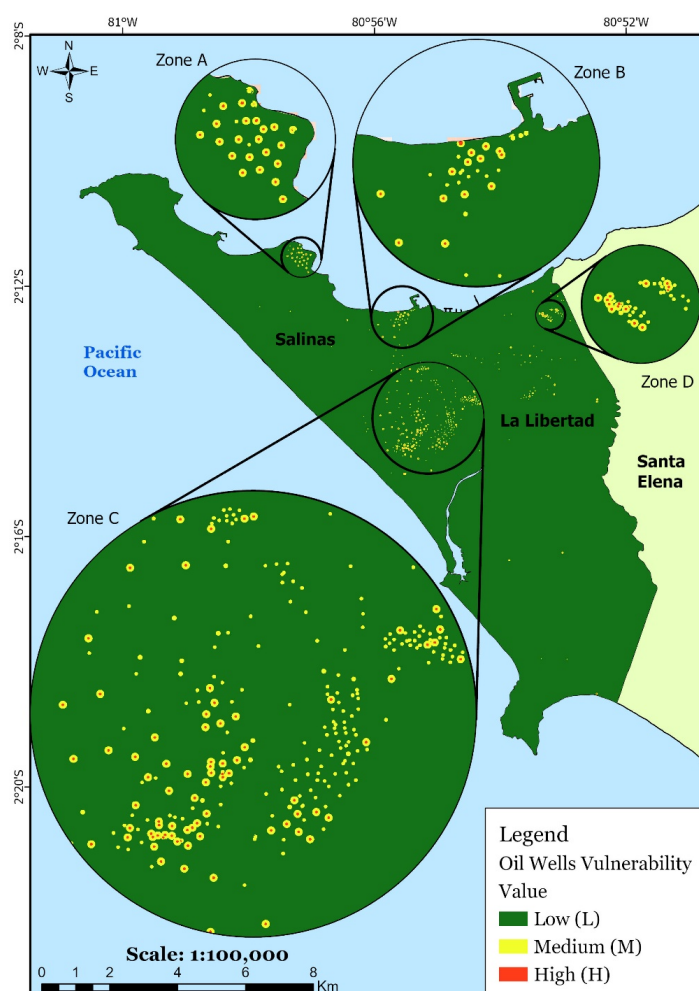 81°W 80°56'W 80°52'W
2°8'S
N
W E
S
Zone A
Zone B
2°12'S
Salinas
Pacific
Ocean
Zone D
La Libertad
Santa
Elena
Zone C
2°16'S
2°20'S
Legend
Oil Wells Vulnerability
Value
Low (L)
Medium (M)
High (H)
Scale: 1:100,000
0 1 2 4 6 8
Km